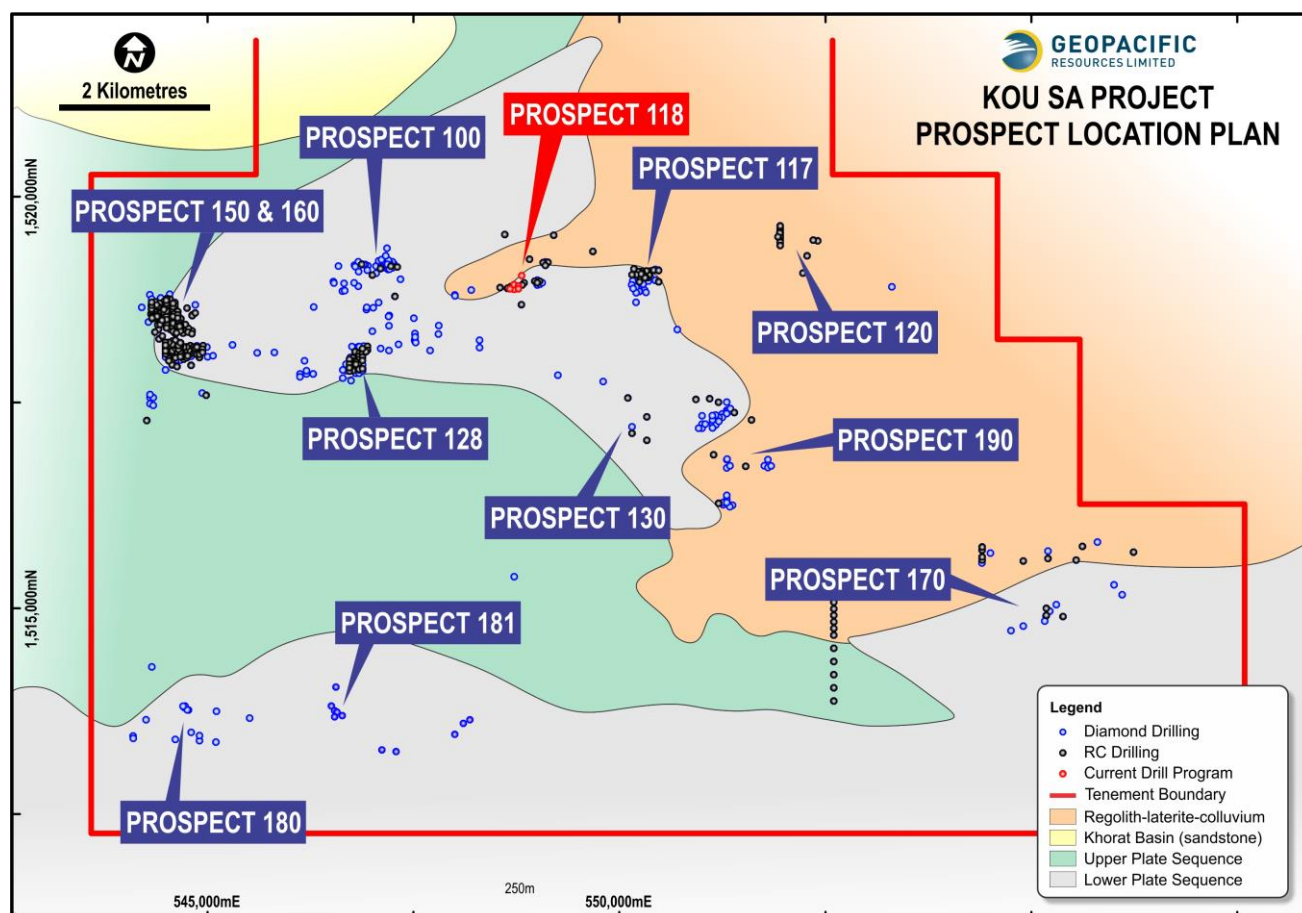 N
2 Kilometres
GEOPACIFIC
RESOURCES LIMITED
KOU SA PROJECT
PROSPECT LOCATION PLAN
PROSPECT 118
PROSPECT 100
PROSPECT 117
PROSPECT 150 & 160
1,520,000mN
PROSPECT 120
PROSPECT 128
PROSPECT 190
PROSPECT 130
PROSPECT 170
1,515,000mN
PROSPECT 181
PROSPECT 180
Legend
Diamond Drilling
RC Drilling
Current Drill Program
Tenement Boundary
Regolith-laterite-colluvium
Khorat Basin (sandstone)
Upper Plate Sequence
Lower Plate Sequence
250m
545,000mE
550,000mE